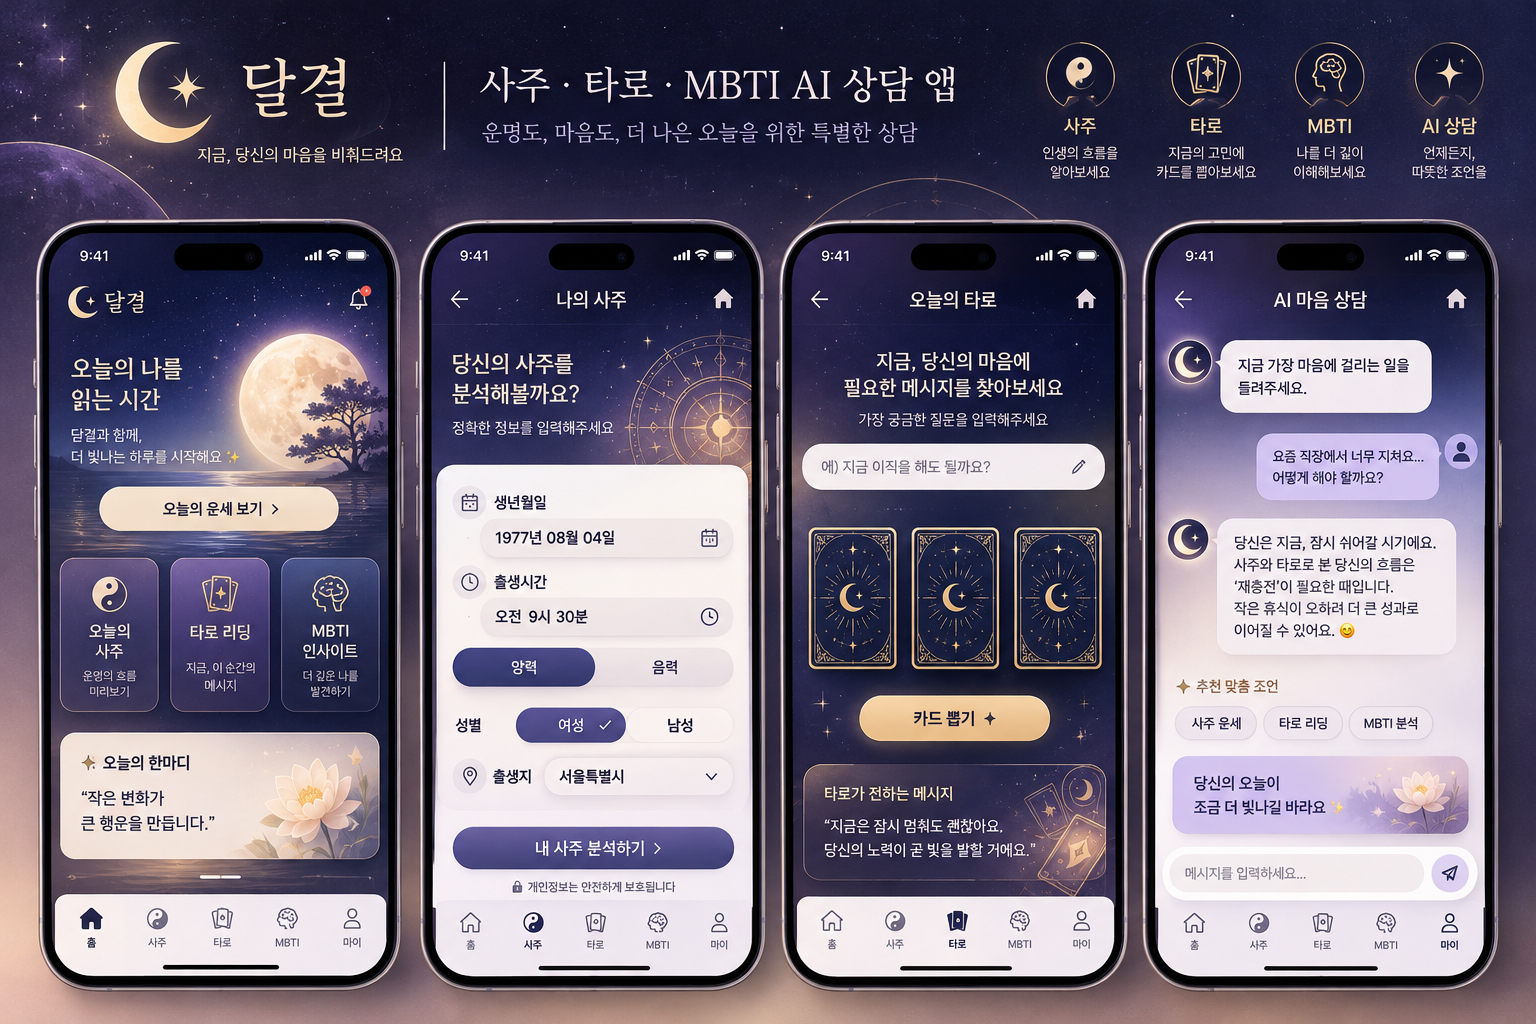 달결
지금, 당신의 마음을 비춰드려요
사주 · 타로 · MBTI AI 상담 앱
운명도, 마음도, 더 나은 오늘을 위한 특별한 상담
사주
인생의 흐름을
알아보세요
타로
지금의 고민에
카드를 뽑아보세요
MBTI
나를 더 깊이
이해해보세요
AI 상담
언제든지,
따뜻한 조언을
9:41
달결
오늘의 나를
읽는 시간
달결과 함께,
더 빛나는 하루를 시작해요
오늘의 운세 보기
오늘의
사주
운명의 흐름
미리보기
타로 리딩
지금, 이 순간의
메시지
MBTI
인사이트
더 깊은 나를
발견하기
오늘의 한마디
“작은 변화가
큰 행운을 만듭니다.”
홈
사주
타로
MBTI
마이
9:41
나의 사주
당신의 사주를
분석해볼까요?
정확한 정보를 입력해주세요
생년월일
1977년 08월 04일
출생시간
오전 9시 30분
양력
음력
성별
여성
남성
출생지
서울특별시
내 사주 분석하기
개인정보는 안전하게 보호됩니다
홈
사주
타로
MBTI
마이
9:41
오늘의 타로
지금, 당신의 마음에
필요한 메시지를 찾아보세요
가장 궁금한 질문을 입력해주세요
에) 지금 이직을 해도 될까요?
카드 뽑기
타로가 전하는 메시지
“지금은 잠시 멈춰도 괜찮아요.
당신의 노력이 곧 빛을 발할 거에요.”
홈
사주
타로
MBTI
마이
9:41
AI 마음 상담
지금 가장 마음에 걸리는 일을
들려주세요.
요즘 직장에서 너무 지쳐요...
어떻게 해야 할까요?
당신은 지금, 잠시 쉬어갈 시기에요.
사주와 타로로 본 당신의 흐름은
‘재충전’이 필요한 때입니다.
작은 휴식이 오하려 더 큰 성과로
이어질 수 있어요. 😊
추천 맞춤 조언
사주 운세
타로 리딩
MBTI 분석
당신의 오늘이
조금 더 빛나길 바라요
메시지를 입력하세요...
홈
사주
타로
MBTI
마이